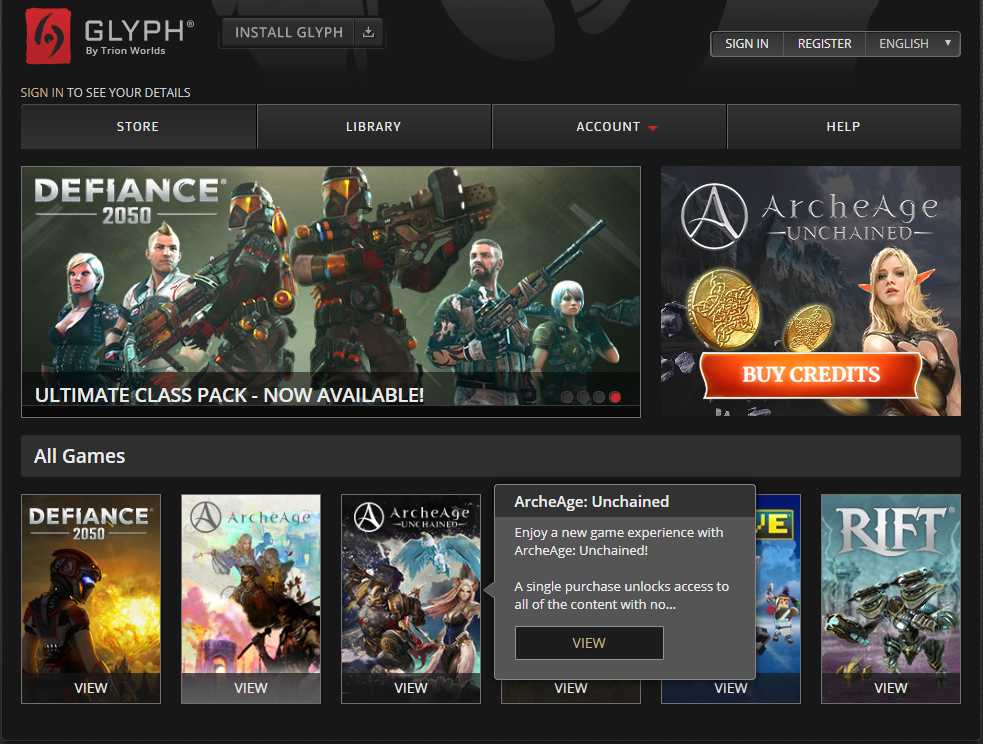 GLYPH®
By Trion Worlds
INSTALL GLYPH
SIGN IN
REGISTER
ENGLISH
SIGN IN TO SEE YOUR DETAILS
STORE
LIBRARY
ACCOUNT
HELP
DEFIANCE®
2050
ULTIMATE CLASS PACK - NOW AVAILABLE!
ArcheAge
UNCHAINED
BUY CREDITS
All Games
DEFIANCE®
2050
VIEW
ArcheAge
VIEW
ArcheAge
UNCHAINED
VIEW
ArcheAge: Unchained
Enjoy a new game experience with
ArcheAge: Unchained!
A single purchase unlocks access to
all of the content with no...
VIEW
VIEW
VIEW
RIFT®
VIEW